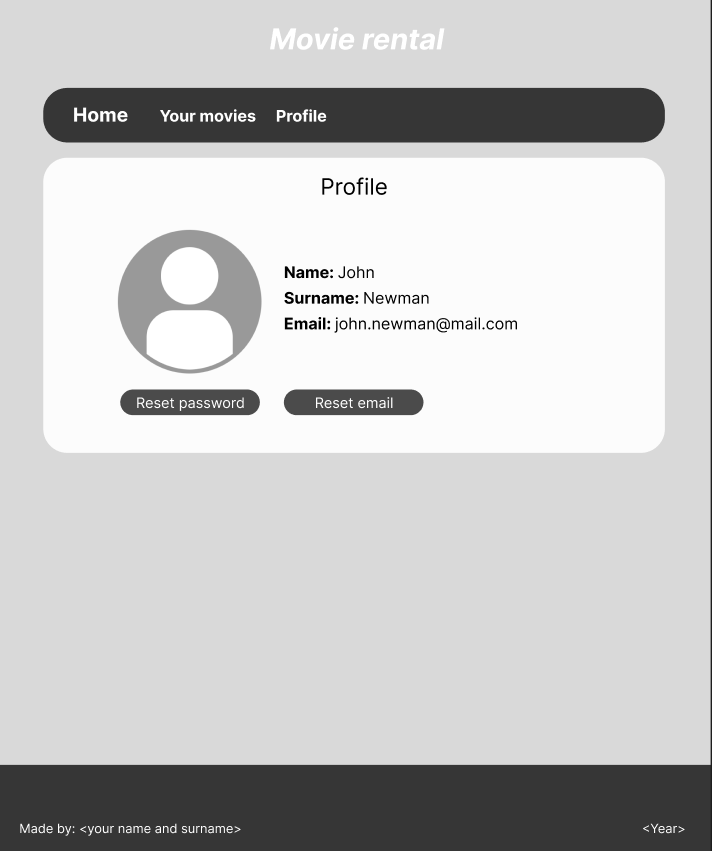 Movie rental
Home Your movies Profile
Profile
Name: John
Surname: Newman
Email: john.newman@mail.com
Reset password Reset email
Made by: <your name and surname> <Year>